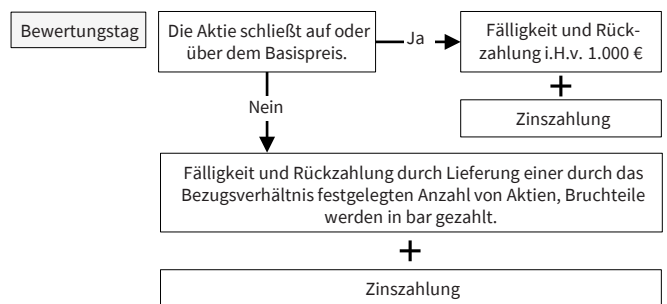 Bewertungstag
Die Aktie schließt auf oder
über dem Basispreis.
Ja
Fälligkeit und Rück-
zahlung i.H.v. 1.000 €
+
Zinszahlung
Nein
Fälligkeit und Rückzahlung durch Lieferung einer durch das
Bezugsverhältnis festgelegten Anzahl von Aktien, Bruchteile
werden in bar gezahlt.
+
Zinszahlung